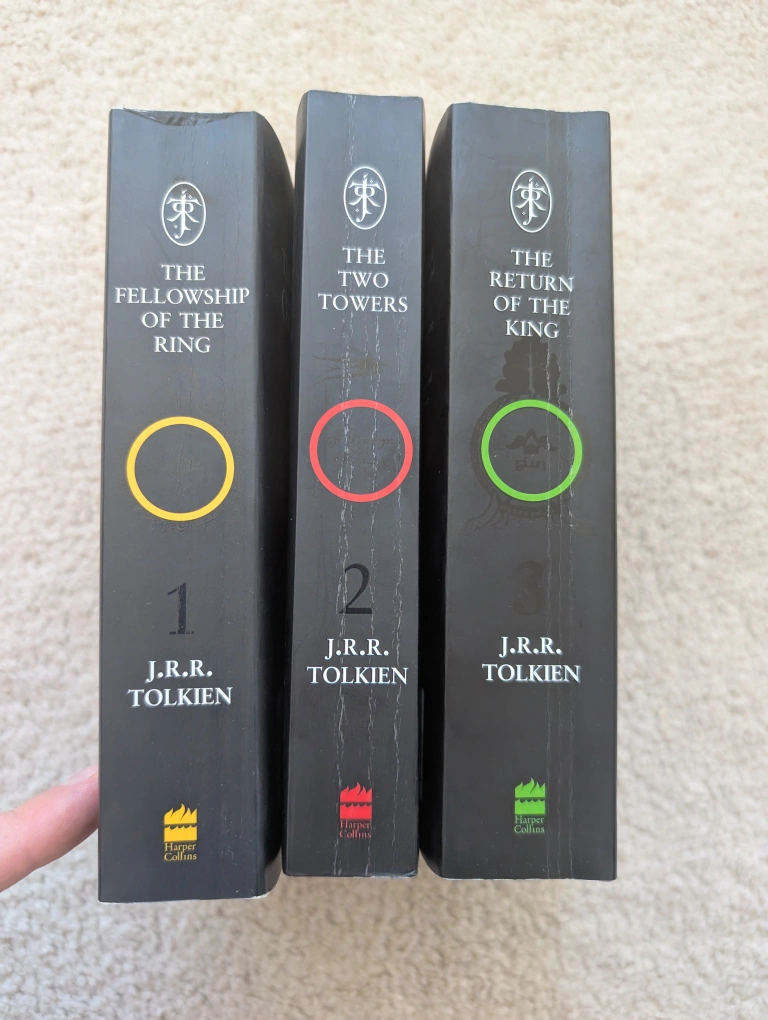 THE
FELLOWSHIP
OF THE
RING
1
J.R.R.
TOLKIEN
Harper
Collins
THE
TWO
TOWERS
2
J.R.R.
TOLKIEN
Harper
Collins
THE
RETURN
OF THE
KING
3
J.R.R.
TOLKIEN
Harper
Collins